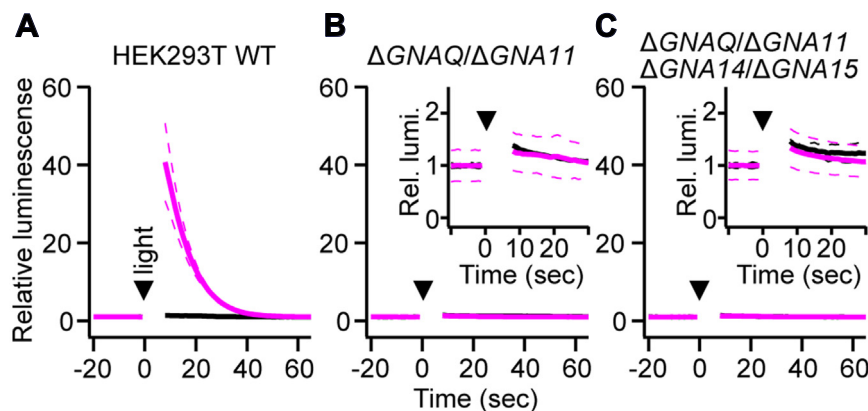 A
B
C
HEK293T WT
ΔGNAQ/ΔGNA11
ΔGNAQ/ΔGNA11
ΔGNA14/ΔGNA15
Relative luminescense
60
40
20
0
light
-20 0 20 40 60
60
40
20
0
Rel. lumi.
2
1
0
0 10 20
Time (sec)
-20 0 20 40 60
Time (sec)
60
40
20
0
Rel. lumi.
2
1
0
0 10 20
Time (sec)
-20 0 20 40 60